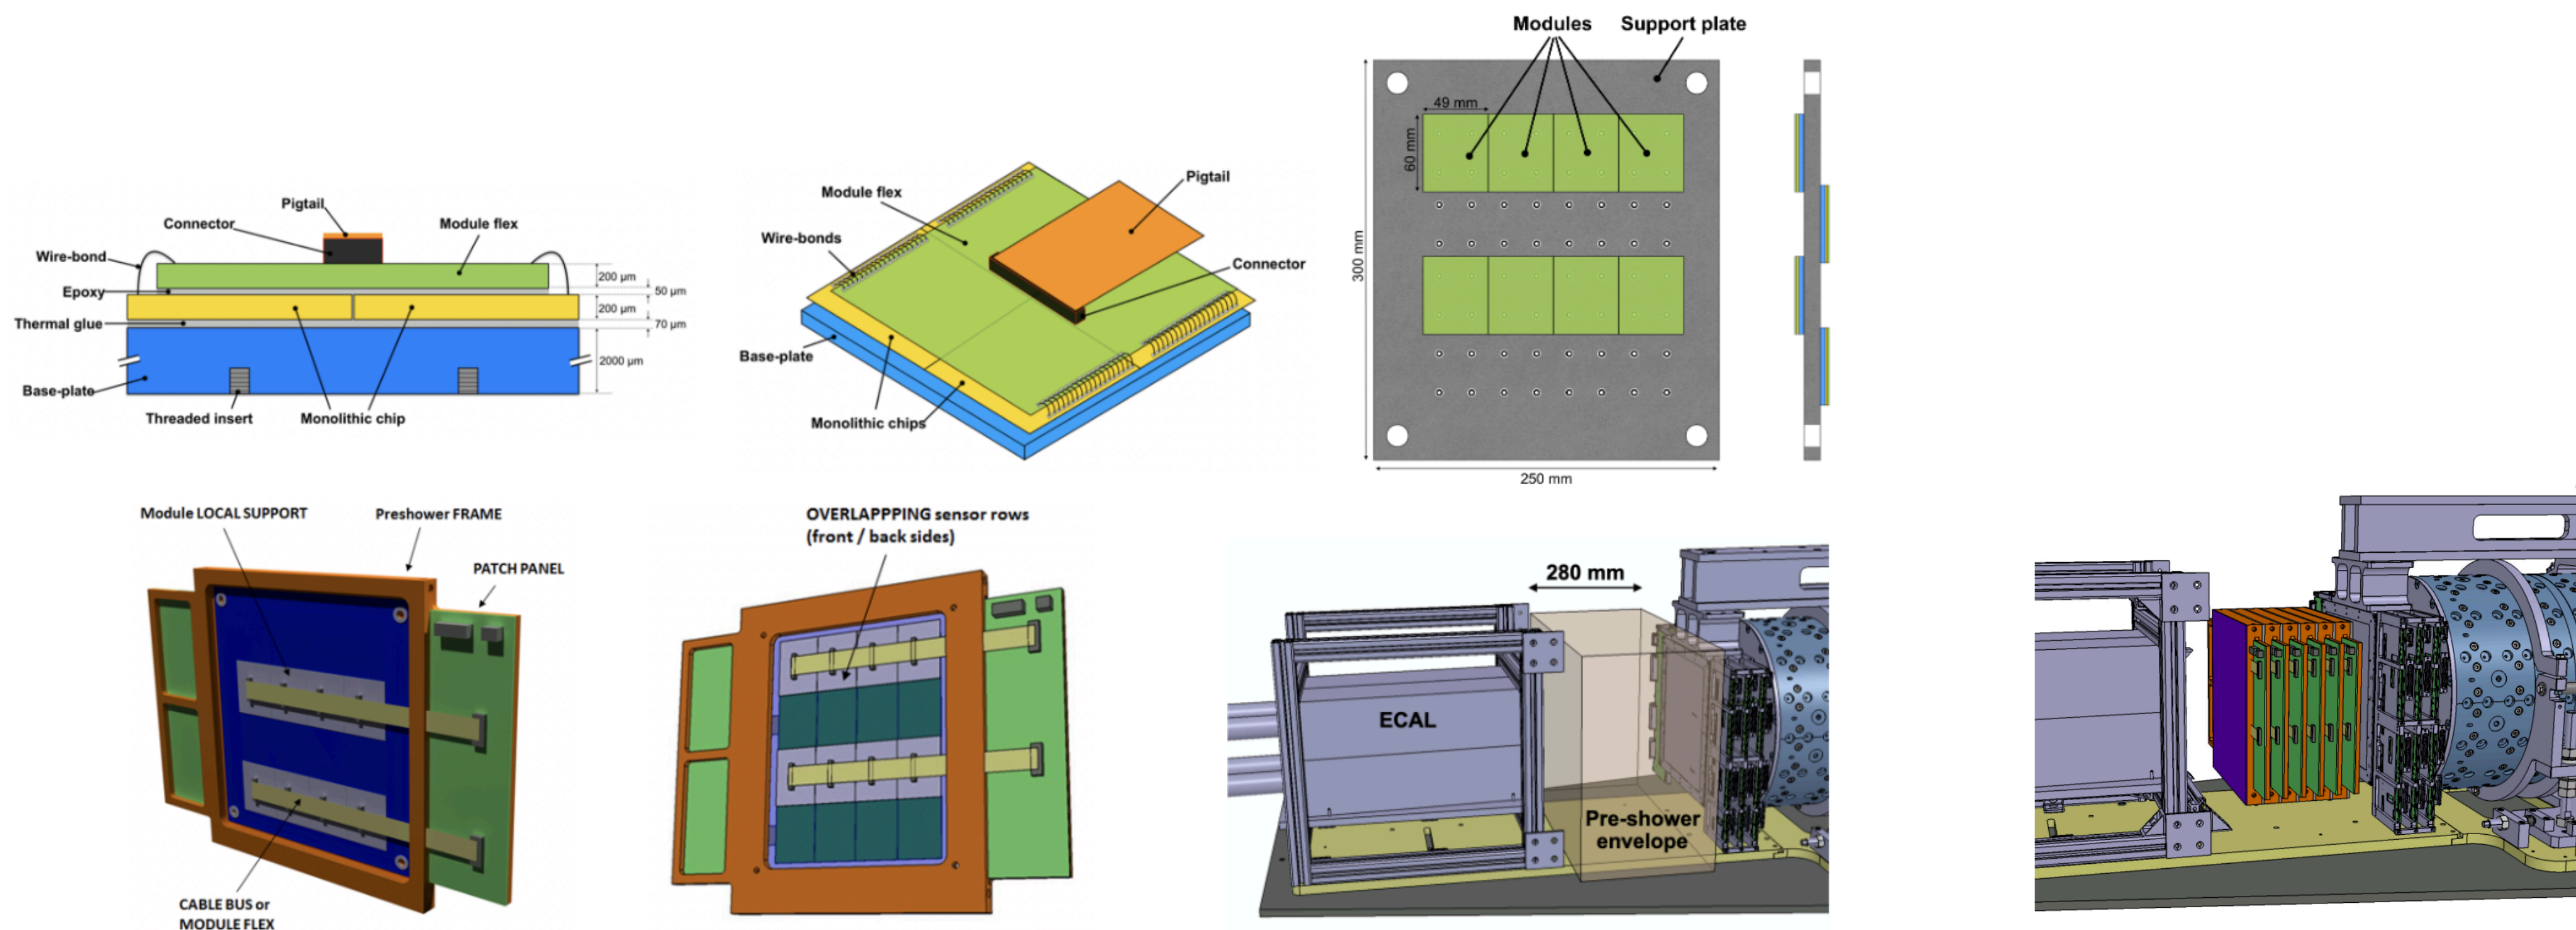 Pigtail
Connector
Module flex
Wire-bond
Epoxy
Thermal glue
Base-plate
Threaded insert
Monolithic chip
200 µm
50 µm
200 µm
70 µm
2000 µm
Module flex
Pigtail
Wire-bonds
Connector
Base-plate
Monolithic chips
Modules
Support plate
49 mm
60 mm
300 mm
250 mm
Module LOCAL SUPPORT
Preshower FRAME
PATCH PANEL
CABLE BUS or
MODULE FLEX
OVERLAPPPING sensor rows
(front / back sides)
280 mm
ECAL
Pre-shower
envelope